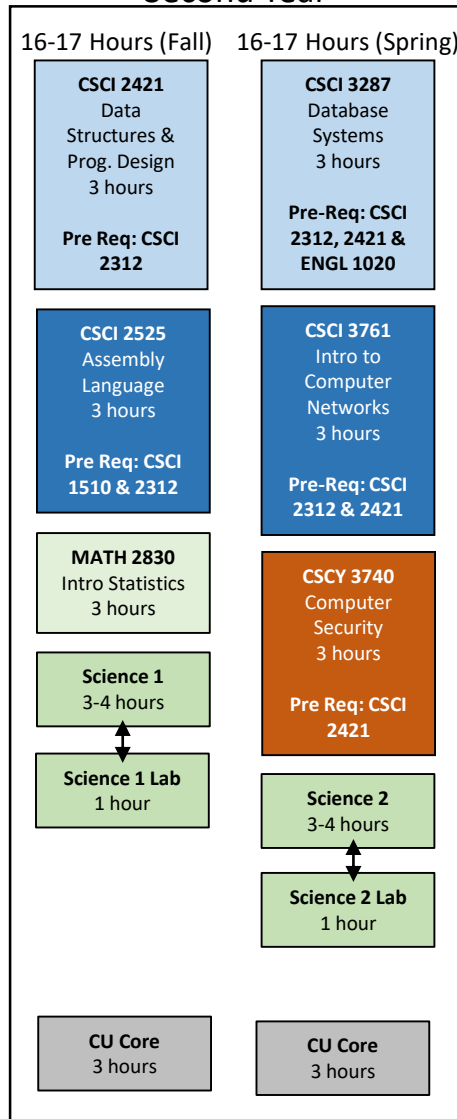 Second Year
16-17 Hours (Fall)
CSCI 2421
Data
Structures &
Prog. Design
3 hours
Pre Req: CSCI
2312
CSCI 2525
Assembly
Language
3 hours
Pre Req: CSCI
1510 & 2312
MATH 2830
Intro Statistics
3 hours
Science 1
3-4 hours
Science 1 Lab
1 hour
CU Core
3 hours
16-17 Hours (Spring)
CSCI 3287
Database
Systems
3 hours
Pre-Req: CSCI
2312, 2421 &
ENGL 1020
CSCI 3761
Intro to
Computer
Networks
3 hours
Pre-Req: CSCI
2312 & 2421
CSCY 3740
Computer
Security
3 hours
Pre Req: CSCI
2421
Science 2
3-4 hours
Science 2 Lab
1 hour
CU Core
3 hours